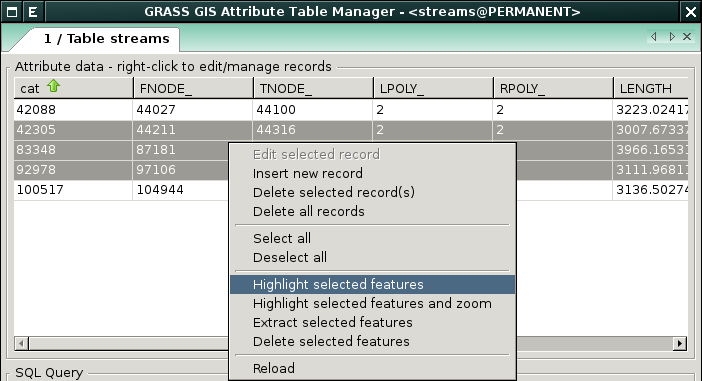 E GRASS GIS Attribute Table Manager - <streams@PERMANENT>
1 / Table streams
Attribute data - right-click to edit/manage records
cat FNODE_ TNODE_ LPOLY_ RPOLY_ LENGTH
42088 44027 44100 2 2 3223.02417
42305 44211 44316 2 2 3007.67337
83348 87181 3966.16531
92978 97106 3111.96811
100517 104944 3136.50274
Edit selected record
Insert new record
Delete selected record(s)
Delete all records
Select all
Deselect all
Highlight selected features
Highlight selected features and zoom
Extract selected features
Delete selected features
Reload
SQL Query